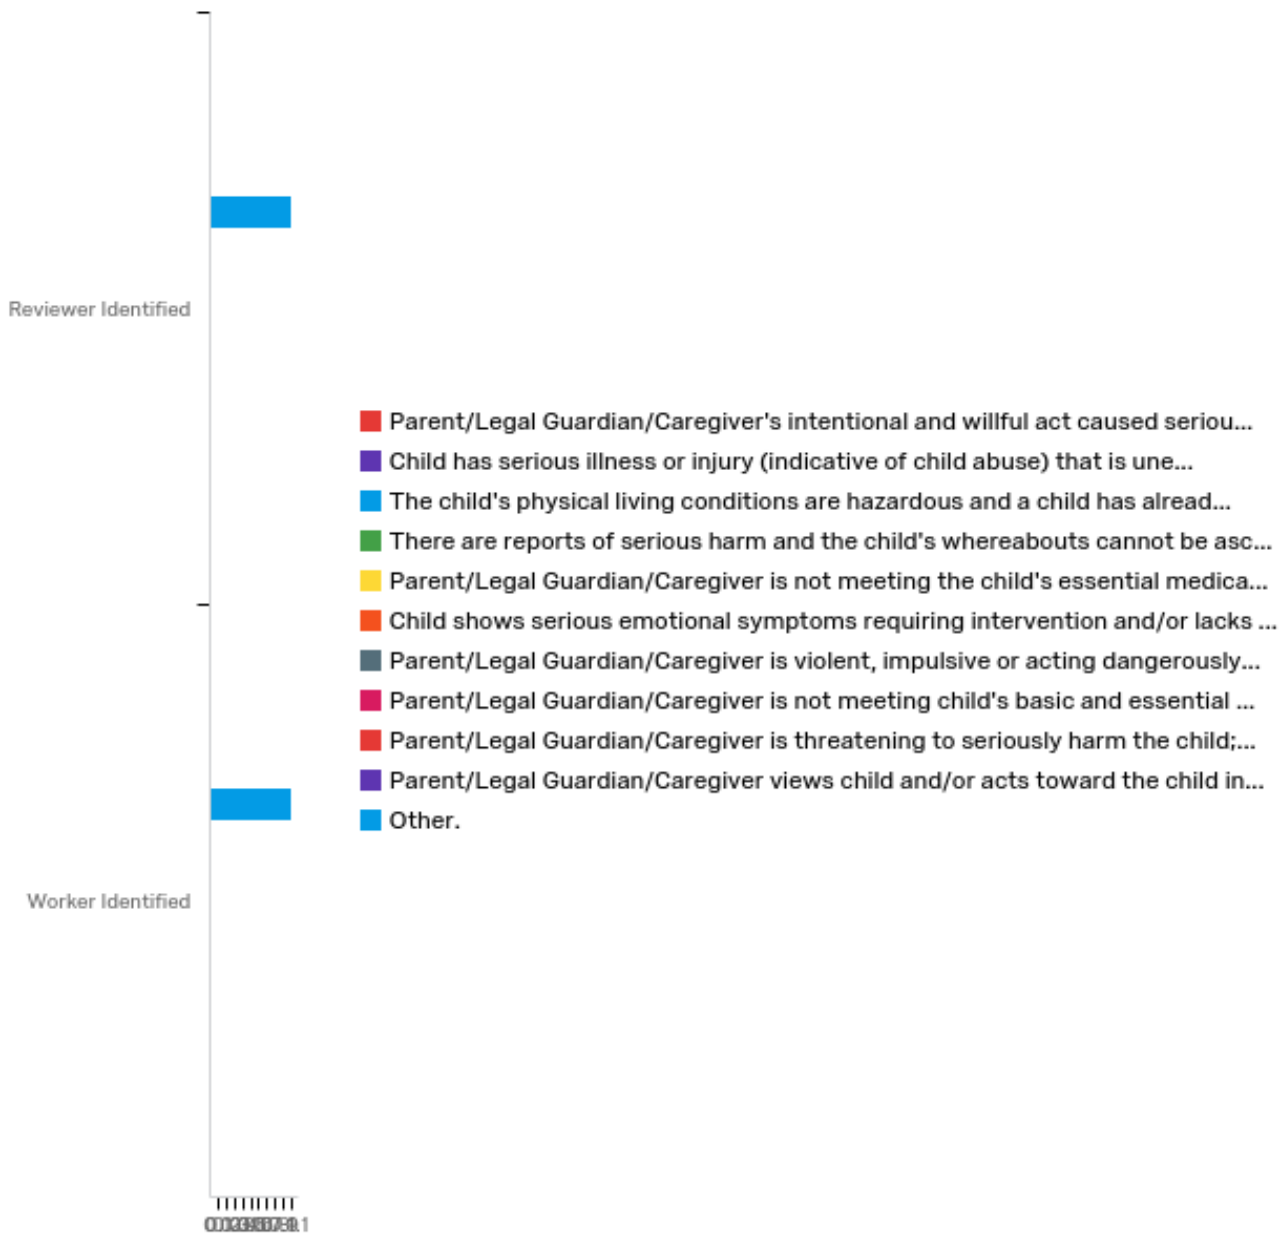 Reviewer Identified
Parent/Legal Guardian/Caregiver's intentional and willful act caused seriou...
Child has serious illness or injury (indicative of child abuse) that is une...
The child's physical living conditions are hazardous and a child has alread...
There are reports of serious harm and the child's whereabouts cannot be asc...
Parent/Legal Guardian/Caregiver is not meeting the child's essential medica...
Child shows serious emotional symptoms requiring intervention and/or lacks ...
Parent/Legal Guardian/Caregiver is violent, impulsive or acting dangerously...
Parent/Legal Guardian/Caregiver is not meeting child's basic and essential ...
Parent/Legal Guardian/Caregiver is threatening to seriously harm the child;...
Parent/Legal Guardian/Caregiver views child and/or acts toward the child in...
Other.
Worker Identified